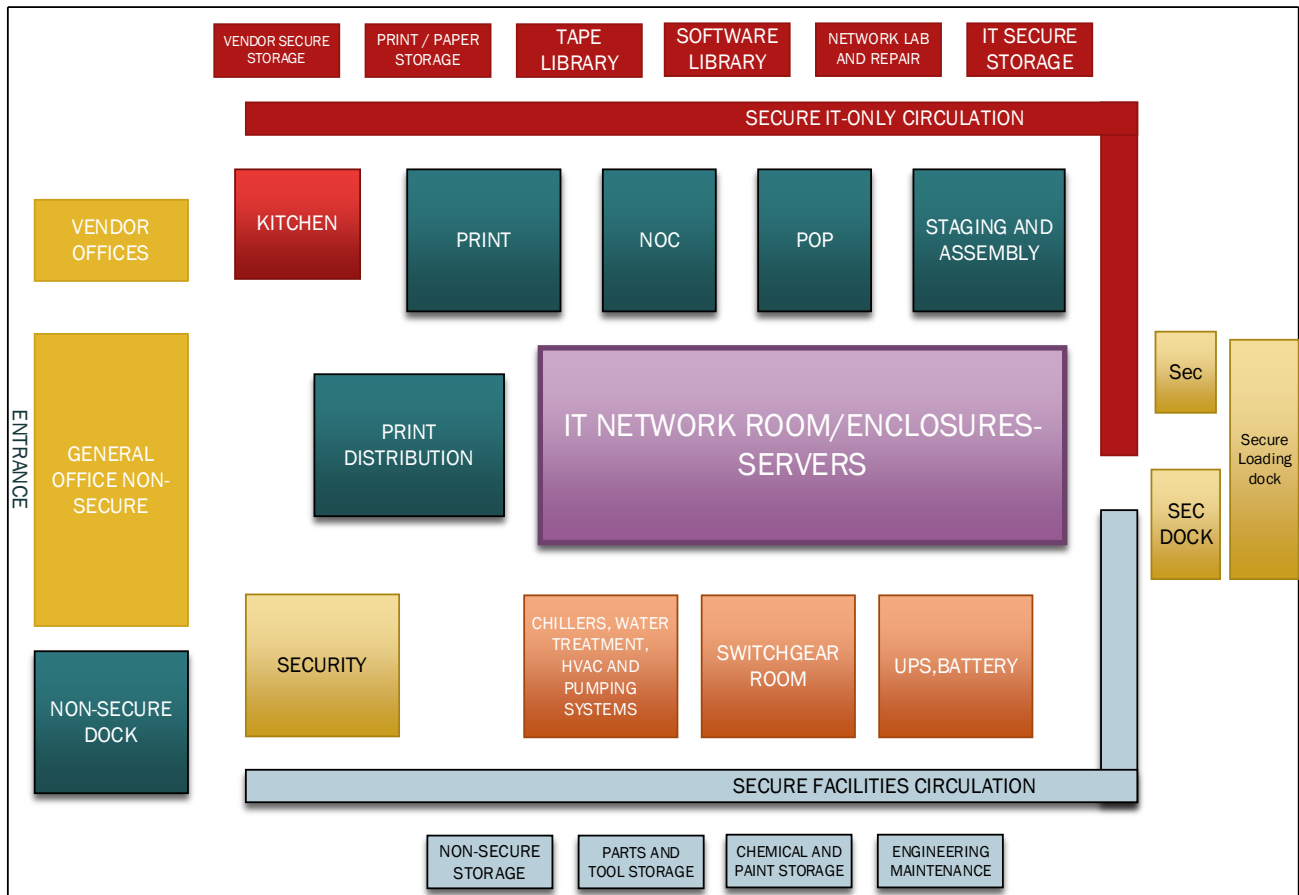 VENDOR SECURE
STORAGE
PRINT / PAPER
STORAGE
TAPE
LIBRARY
SOFTWARE
LIBRARY
NETWORK LAB
AND REPAIR
IT SECURE
STORAGE
SECURE IT-ONLY CIRCULATION
VENDOR
OFFICES
KITCHEN
PRINT
NOC
POP
STAGING AND
ASSEMBLY
ENTRANCE
GENERAL
OFFICE NON-
SECURE
PRINT
DISTRIBUTION
IT NETWORK ROOM/ENCLOSURES-
SERVERS
Sec
SEC
DOCK
Secure
Loading
dock
NON-SECURE
DOCK
SECURITY
CHILLERS, WATER
TREATMENT,
HVAC AND
PUMPING
SYSTEMS
SWITCHGEAR
ROOM
UPS,BATTERY
SECURE FACILITIES CIRCULATION
NON-SECURE
STORAGE
PARTS AND
TOOL STORAGE
CHEMICAL AND
PAINT STORAGE
ENGINEERING
MAINTENANCE